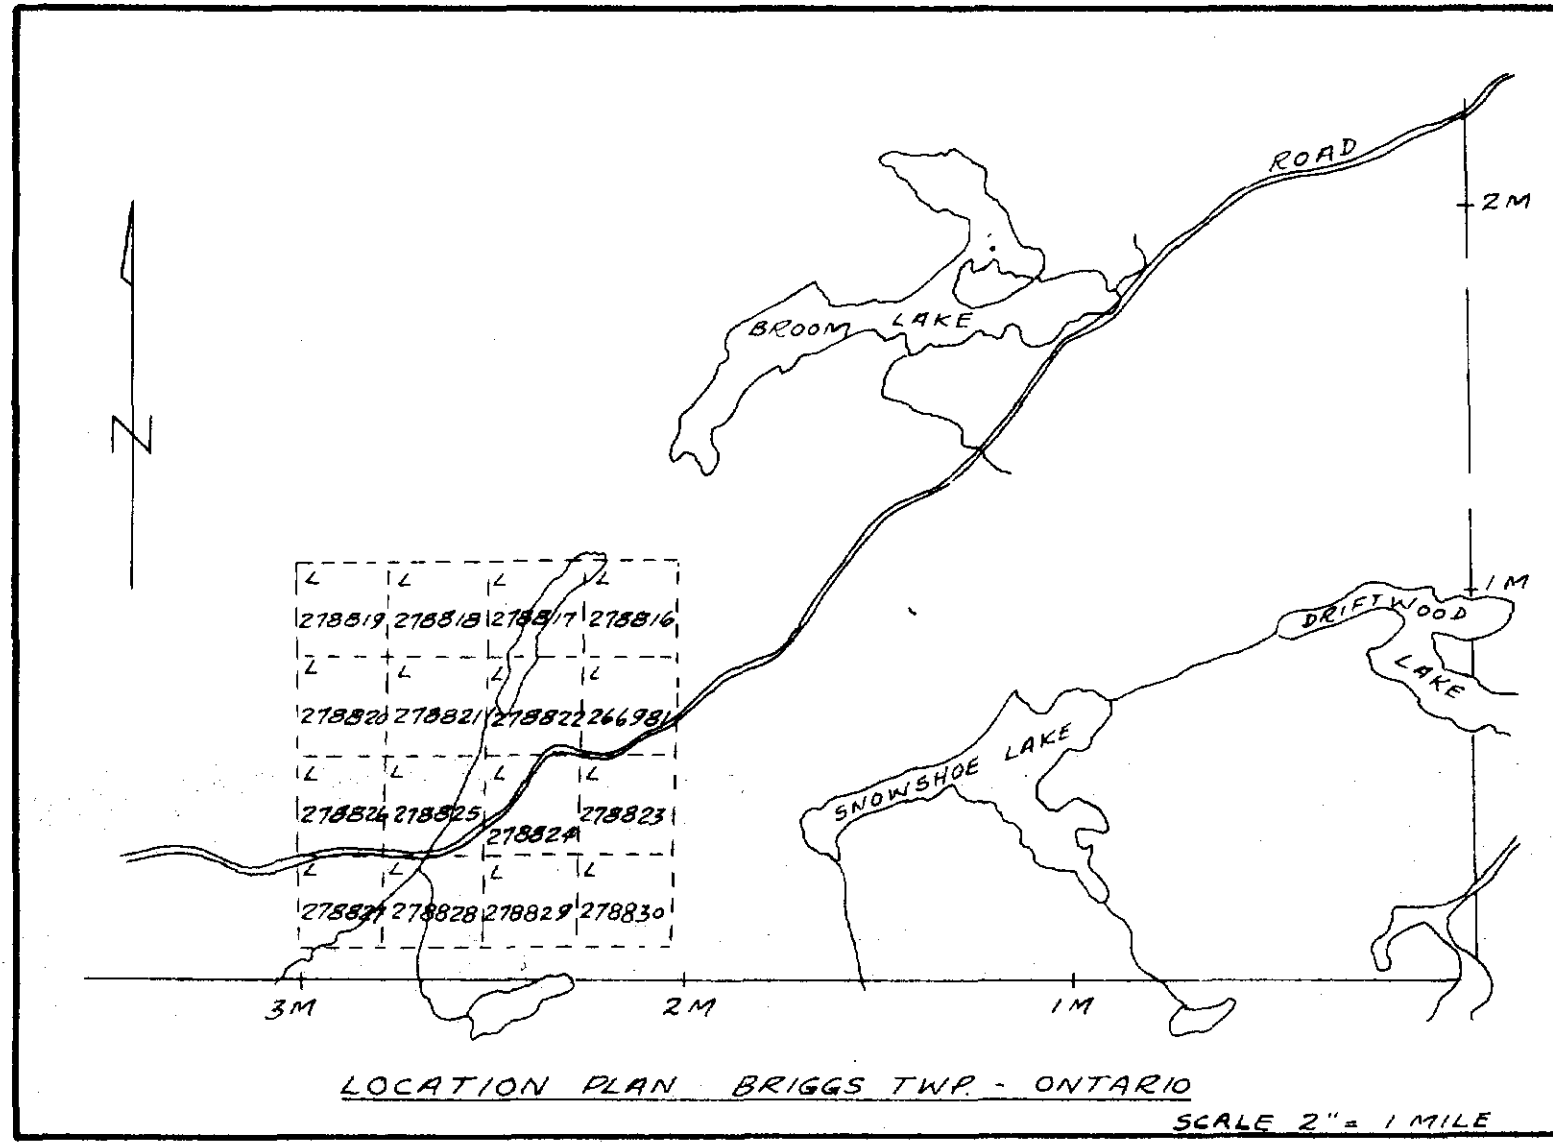 ROAD
2M
BROOM LAKE
N
L L L L
278819 278818 278817 278816
1M
DRIFTWOOD
LAKE
L L L L
278820 278821 278822 266981
SNOWSHOE LAKE
L L L L
278826 278825 278824 278823
L L L L
278827 278828 278829 278830
3M 2M 1M
LOCATION PLAN BRIGGS TWP. - ONTARIO
SCALE 2" = 1 MILE